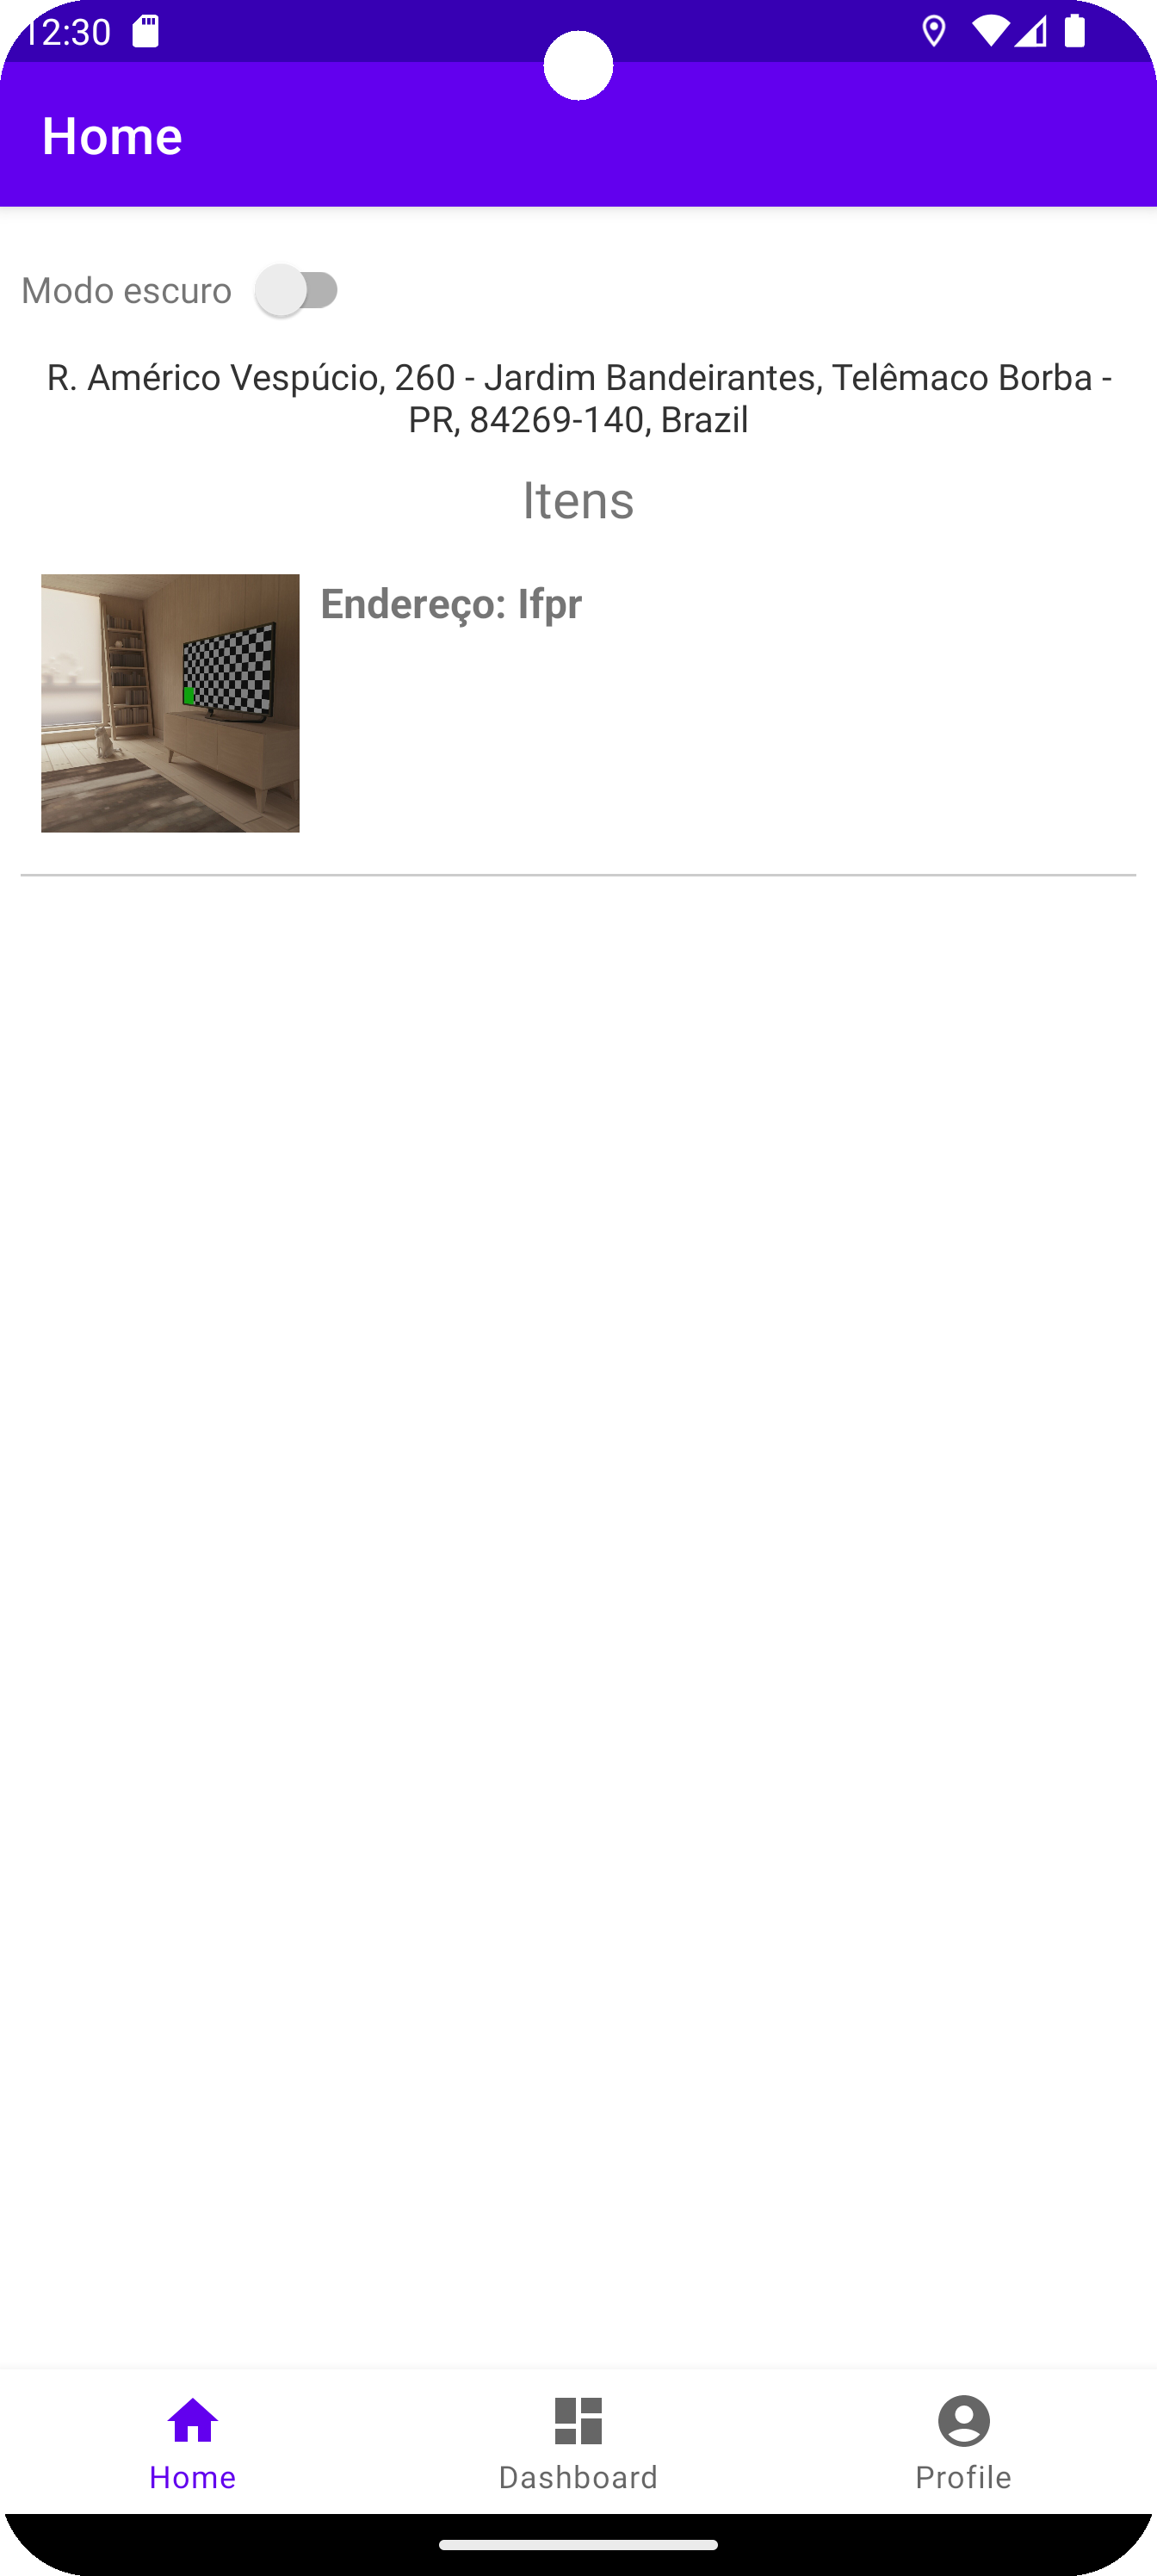 12:30
Home
Modo escuro
R. Américo Vespúcio, 260 - Jardim Bandeirantes, Telêmaco Borba -
PR, 84269-140, Brazil
Itens
Endereço: Ifpr
Home
Dashboard
Profile